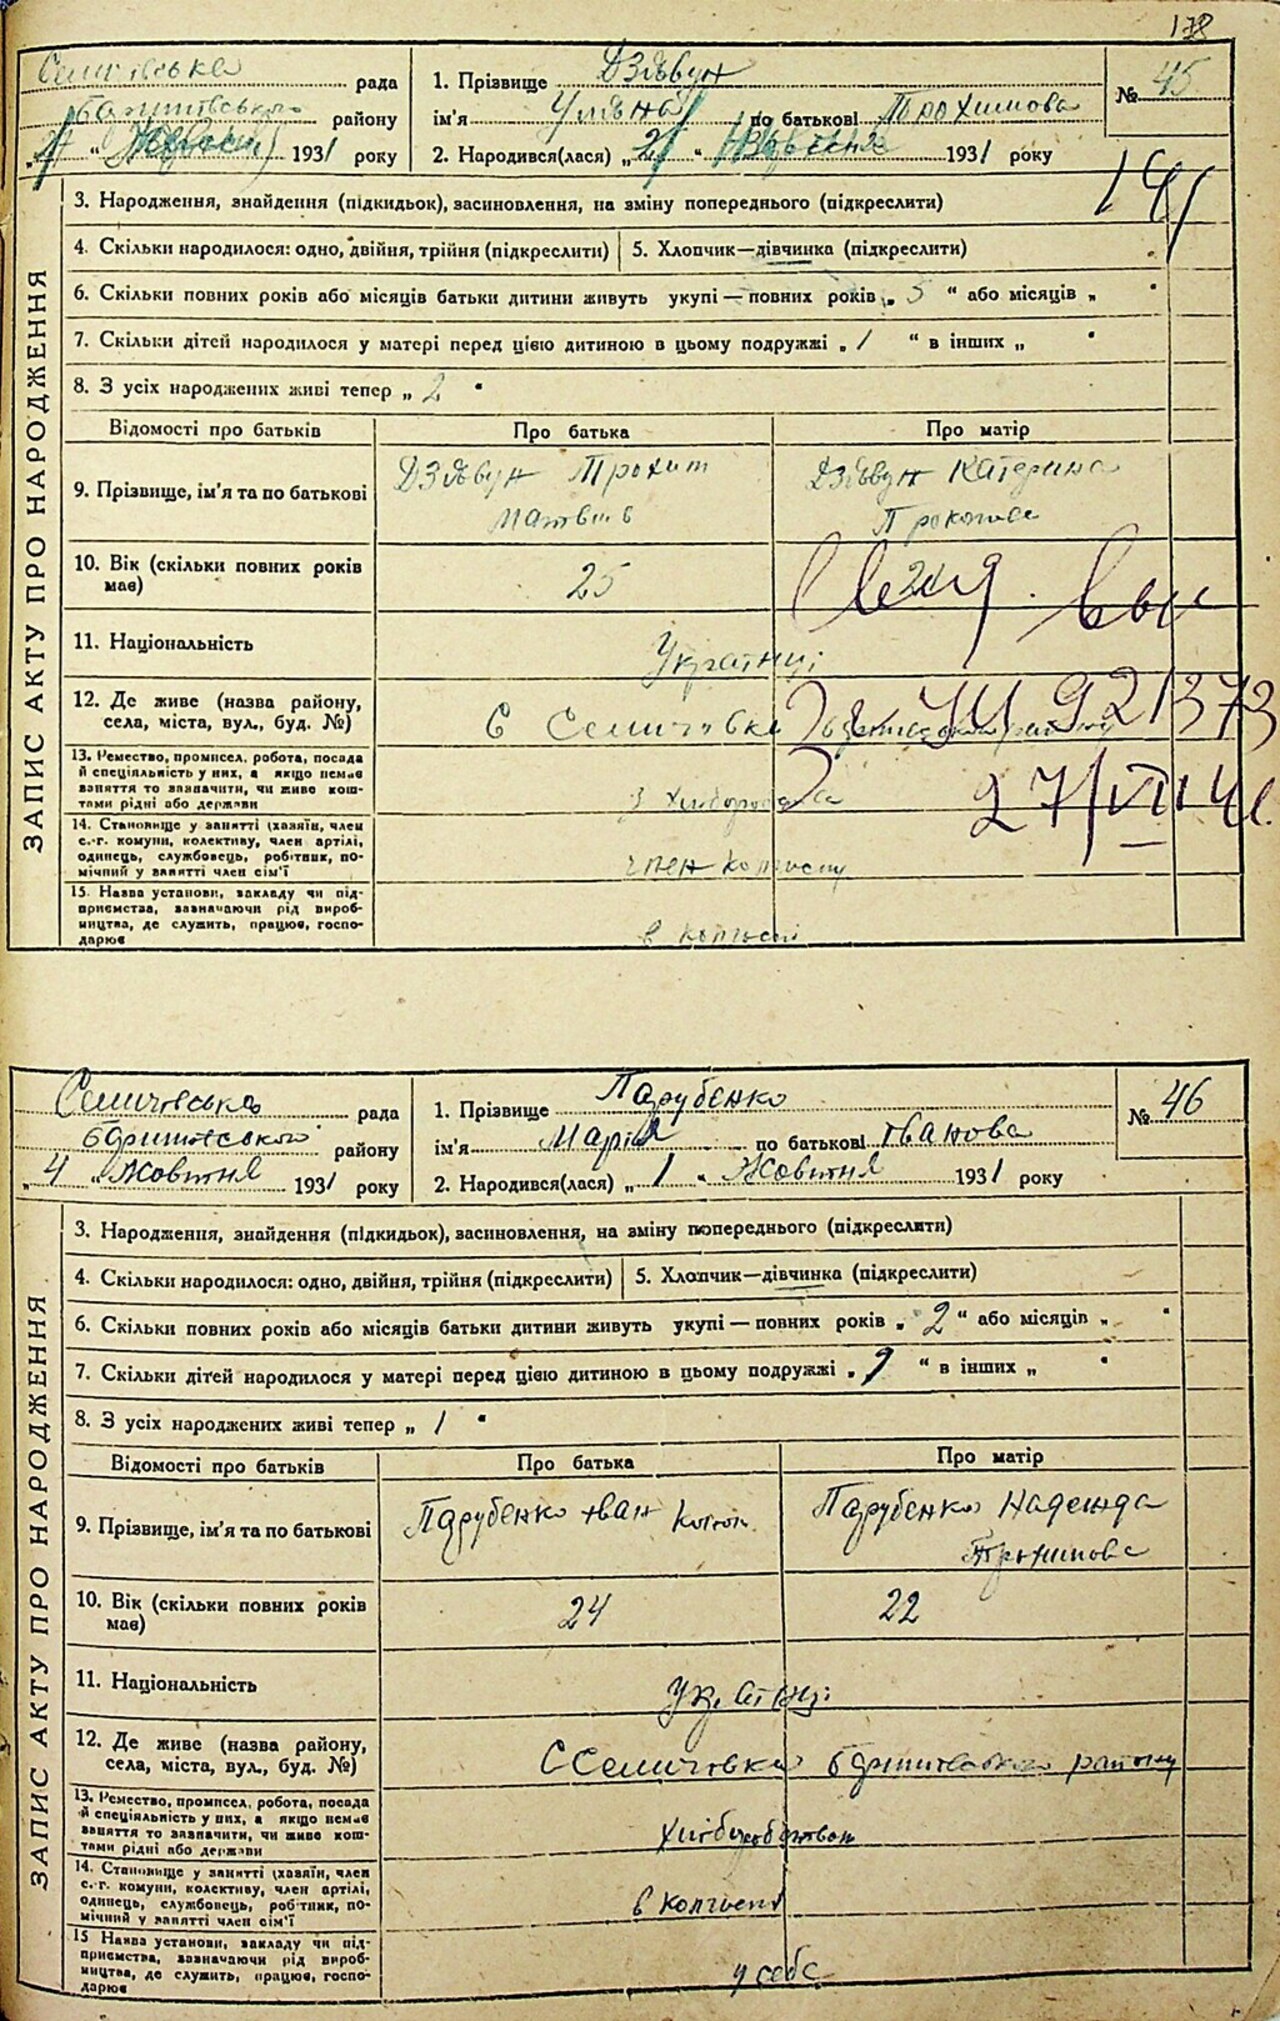 178
Семигівська рада
району
1931 року
1. Прізвище Дзюбун
ім'я Уляна по батькові Трохимова
2. Народився(лася) „ 21 “ 1931 року
№ 45
191
ЗАПИС АКТУ ПРО НАРОДЖЕННЯ
3. Народження, знайдення (підкидьок), засиновлення, на зміну попереднього (підкреслити)
4. Скільки народилося: одно, двійня, трійня (підкреслити) 5. Хлопчик—дівчинка (підкреслити)
6. Скільки повних років або місяців батьки дитини живуть укупі — повних років „ 5 “ або місяців „ “
7. Скільки дітей народилося у матері перед цією дитиною в цьому подружжі „ 1 “ в інших „ “
8. З усіх народжених живі тепер „ 2 “
Відомості про батьків Про батька Про матір
9. Прізвище, ім'я та по батькові
Трохим
Катерина
10. Вік (скільки повних років має)
25
11. Національність
Українці
12. Де живе (назва району, села, міста, вул., буд. №)
921373
13. Ремество, промисел, робота, посада й спеціяльність у них, а якщо немає заняття то зазначити, чи живе коштами рідні або держави
27/VII
14. Становище у занятті (хазяїн, член с.-г. комуни, колективу, член артілі, одинець, службовець, робітник, помічний у занятті член сім'ї
член колгоспу
15. Назва установи, закладу чи підприємства, зазначаючи рід виробництва, де служить, працює, господарює
в колгоспі
рада
району
„ 4 “ Жовтня 1931 року
1. Прізвище Парубенко
ім'я Марія по батькові Іванова
2. Народився(лася) „ 1 “ Жовтня 1931 року
№ 46
ЗАПИС АКТУ ПРО НАРОДЖЕННЯ
3. Народження, знайдення (підкидьок), засиновлення, на зміну попереднього (підкреслити)
4. Скільки народилося: одно, двійня, трійня (підкреслити) 5. Хлопчик—дівчинка (підкреслити)
6. Скільки повних років або місяців батьки дитини живуть укупі — повних років „ 2 “ або місяців „ “
7. Скільки дітей народилося у матері перед цією дитиною в цьому подружжі „ “ в інших „ “
8. З усіх народжених живі тепер „ 1 “
Відомості про батьків Про батька Про матір
9. Прізвище, ім'я та по батькові
Парубенко Іван
Парубенко Надежда
Трохимова
10. Вік (скільки повних років має)
24 22
11. Національність
Українці
12. Де живе (назва району, села, міста, вул., буд. №)
району
13. Ремество, промисел, робота, посада й спеціяльність у них, а якщо немає заняття то зазначити, чи живе коштами рідні або держави
14. Становище у занятті (хазяїн, член с.-г. комуни, колективу, член артілі, одинець, службовець, робітник, помічний у занятті член сім'ї
в колгоспі
15 Назва установи, закладу чи підприємства, зазначаючи рід виробництва, де служить, працює, господарює
у себе